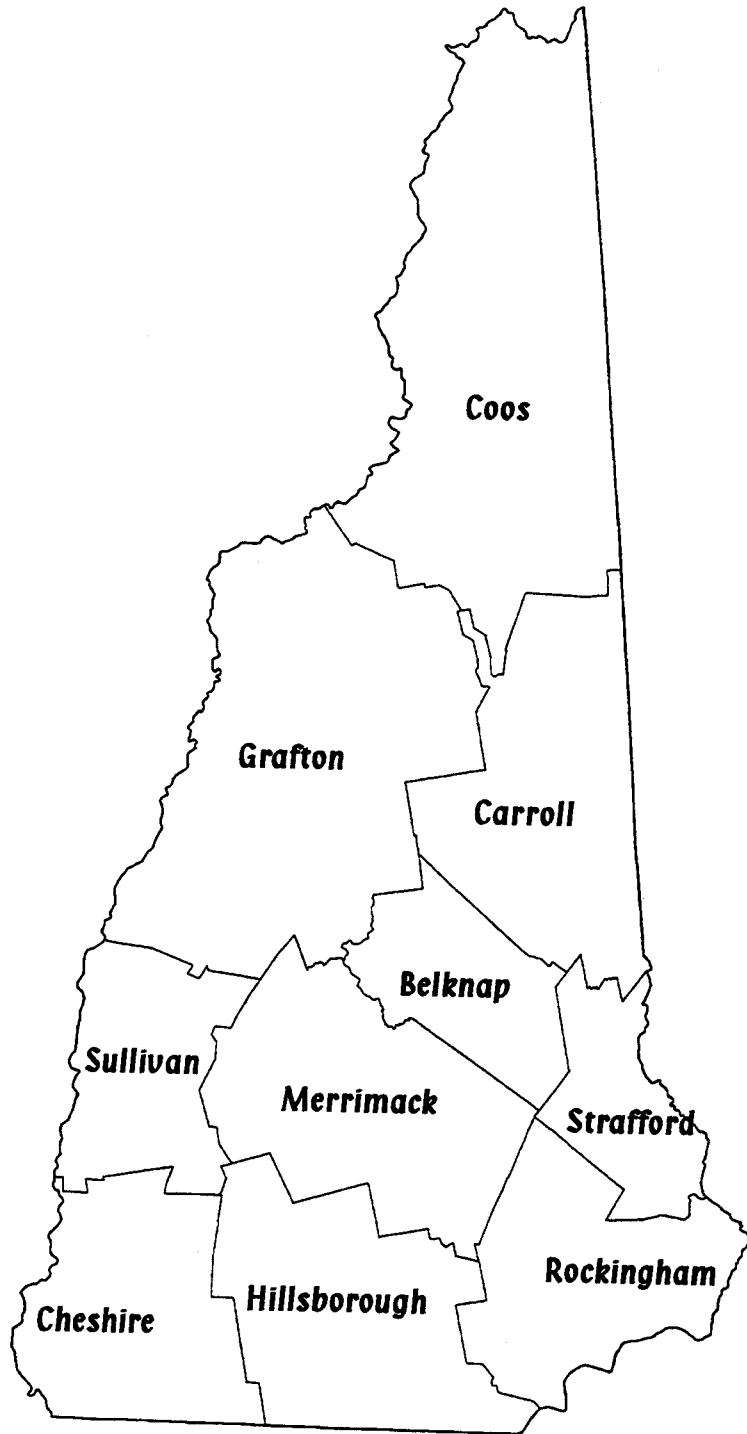 Coos
Grafton
Carroll
Belknap
Sullivan
Merrimack
Strafford
Rockingham
Hillsborough
Cheshire